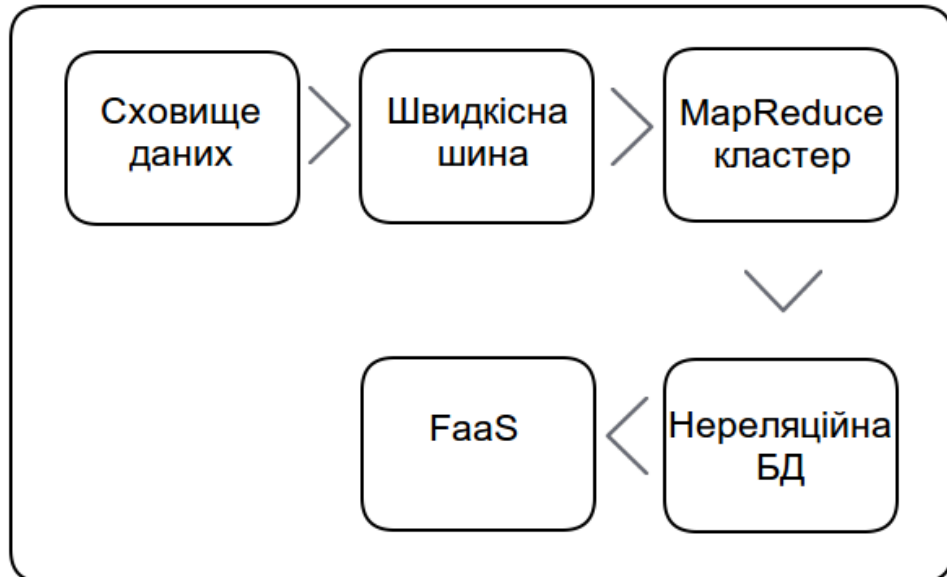 Сховище
даних
Швидкісна
шина
MapReduce
кластер
FaaS
Нереляційна
БД